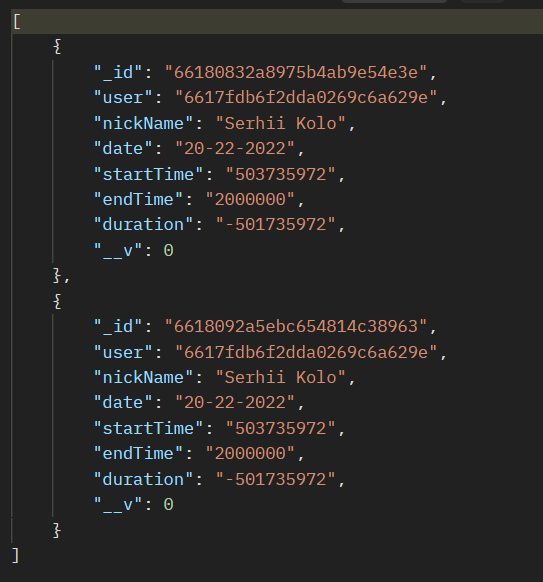 [
    {
        "_id": "66180832a8975b4ab9e54e3e",
        "user": "6617fdb6f2dda0269c6a629e",
        "nickName": "Serhii Kolo",
        "date": "20-22-2022",
        "startTime": "503735972",
        "endTime": "2000000",
        "duration": "-501735972",
        "__v": 0
    },
    {
        "_id": "6618092a5ebc654814c38963",
        "user": "6617fdb6f2dda0269c6a629e",
        "nickName": "Serhii Kolo",
        "date": "20-22-2022",
        "startTime": "503735972",
        "endTime": "2000000",
        "duration": "-501735972",
        "__v": 0
    }
]